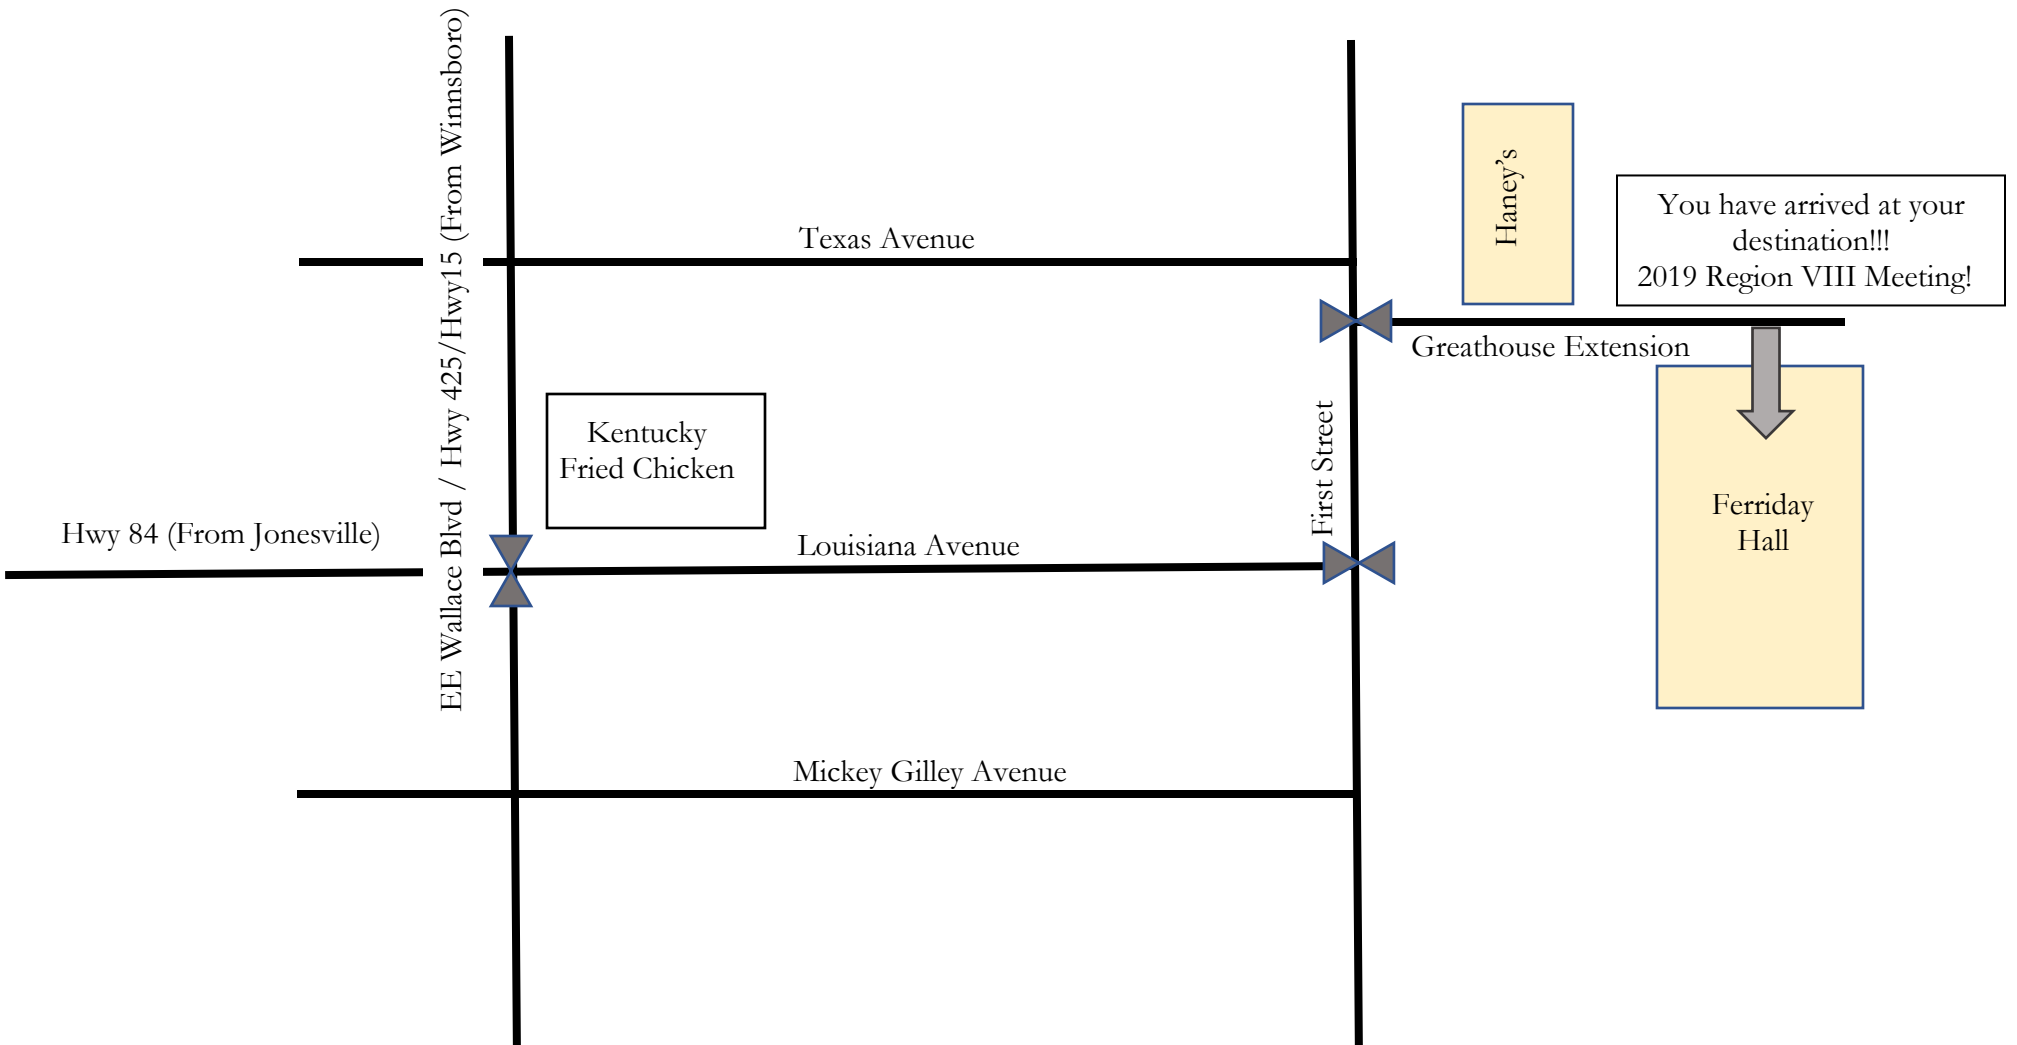 EE Wallace Blvd / Hwy 425/Hwy15 (From Winnsboro)
Haney’s
You have arrived at your
destination!!!
2019 Region VIII Meeting!
Texas Avenue
Greathouse Extension
Kentucky
Fried Chicken
First Street
Ferriday
Hall
Hwy 84 (From Jonesville)
Louisiana Avenue
Mickey Gilley Avenue